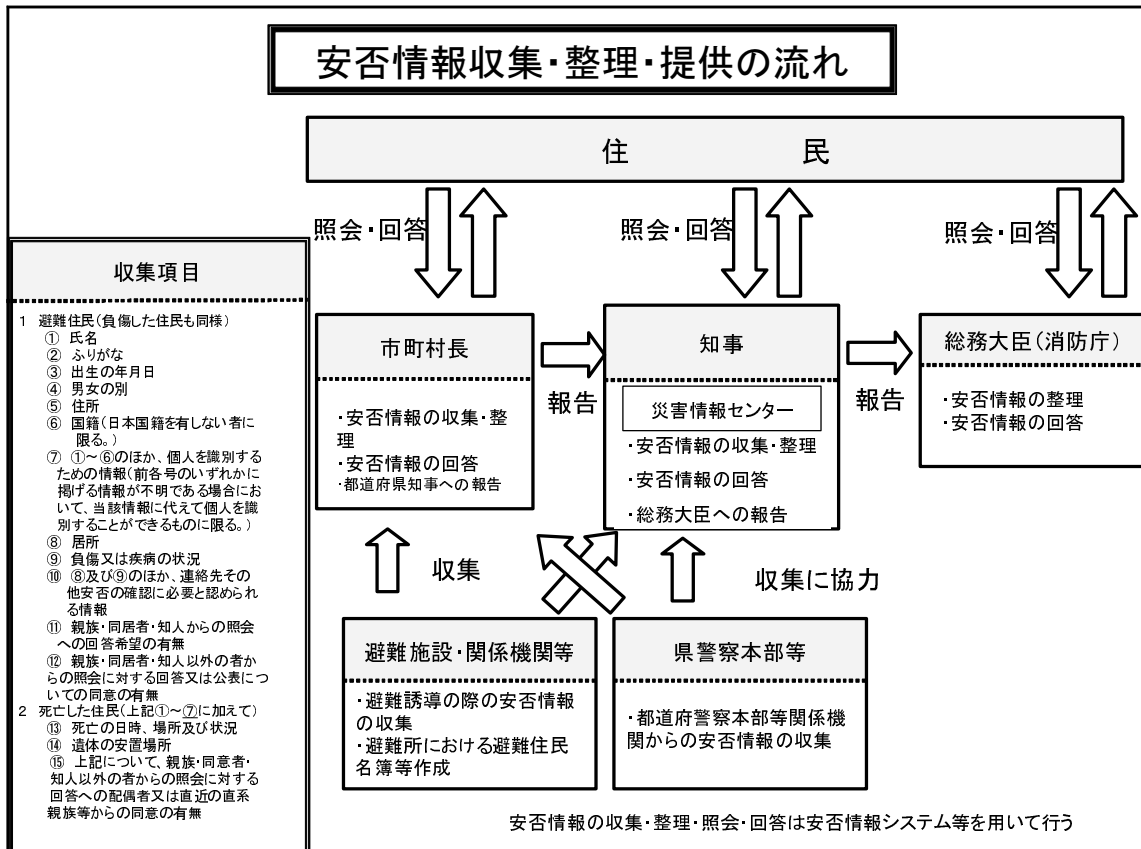 安否情報収集・整理・提供の流れ
住　　　　民
照会・回答
照会・回答
照会・回答
収集項目
1　避難住民(負傷した住民も同様)
①　氏名
②　ふりがな
③　出生の年月日
④　男女の別
⑤　住所
⑥　国籍(日本国籍を有しない者に
限る。)
⑦　①～⑥のほか、個人を識別する
ための情報(前各号のいずれかに
掲げる情報が不明である場合にお
いて、当該情報に代えて個人を識
別することができるものに限る。)
⑧　居所
⑨　負傷又は疾病の状況
⑩　⑧及び⑨のほか、連絡先その
他安否の確認に必要と認められ
る情報
⑪　親族・同居者・知人からの照会
への回答希望の有無
⑫　親族・同居者・知人以外の者か
らの照会に対する回答又は公表につ
いての同意の有無
2　死亡した住民(上記①～⑦に加えて)
⑬　死亡の日時、場所及び状況
⑭　遺体の安置場所
⑮　上記について、親族・同意者・
知人以外の者からの照会に対する
回答への配偶者又は直近の直系
親族等からの同意の有無
市町村長
・安否情報の収集・整
理
・安否情報の回答
・都道府県知事への報告
報告
知事
災害情報センター
・安否情報の収集・整理
・安否情報の回答
・総務大臣への報告
報告
総務大臣(消防庁)
・安否情報の整理
・安否情報の回答
収集
収集に協力
避難施設・関係機関等
・避難誘導の際の安否情報
の収集
・避難所における避難住民
名簿等作成
県警察本部等
・都道府警察本部等関係機
関からの安否情報の収集
安否情報の収集・整理・照会・回答は安否情報システム等を用いて行う